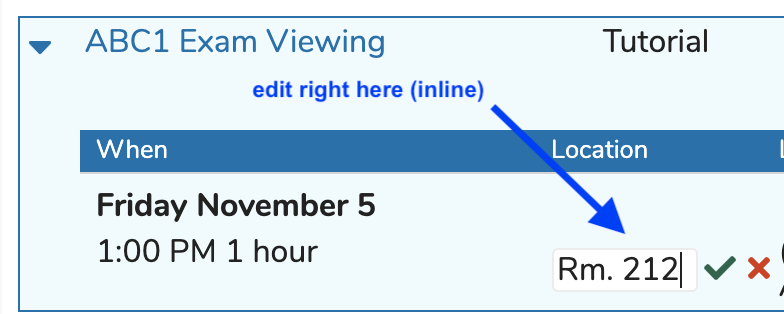 ABC1 Exam Viewing Tutorial
edit right here (inline)
When Location
Friday November 5
1:00 PM 1 hour
Rm. 212